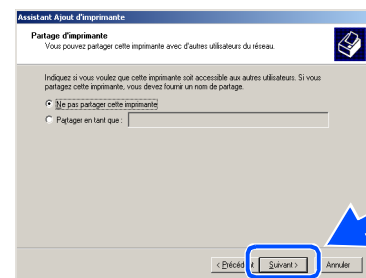 Assistant Ajout d'imprimante
Partage d'imprimante
Vous pouvez partager cette imprimante avec d'autres utilisateurs du réseau.
Indiquez si vous voulez que cette imprimante soit accessible aux autres utilisateurs. Si vous
partagez cette imprimante, vous devez fournir un nom de partage.
Ne pas partager cette imprimante
Partager en tant que :
< Précéd nt Suivant > Annuler